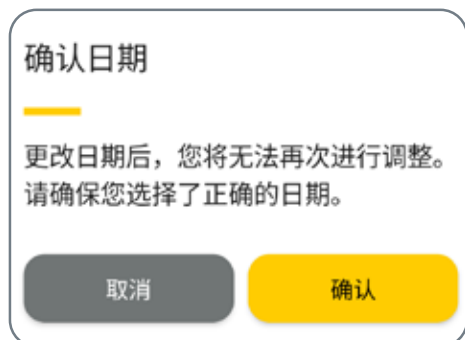 确认日期
更改日期后，您将无法再次进行调整。
请确保您选择了正确的日期。
取消
确认